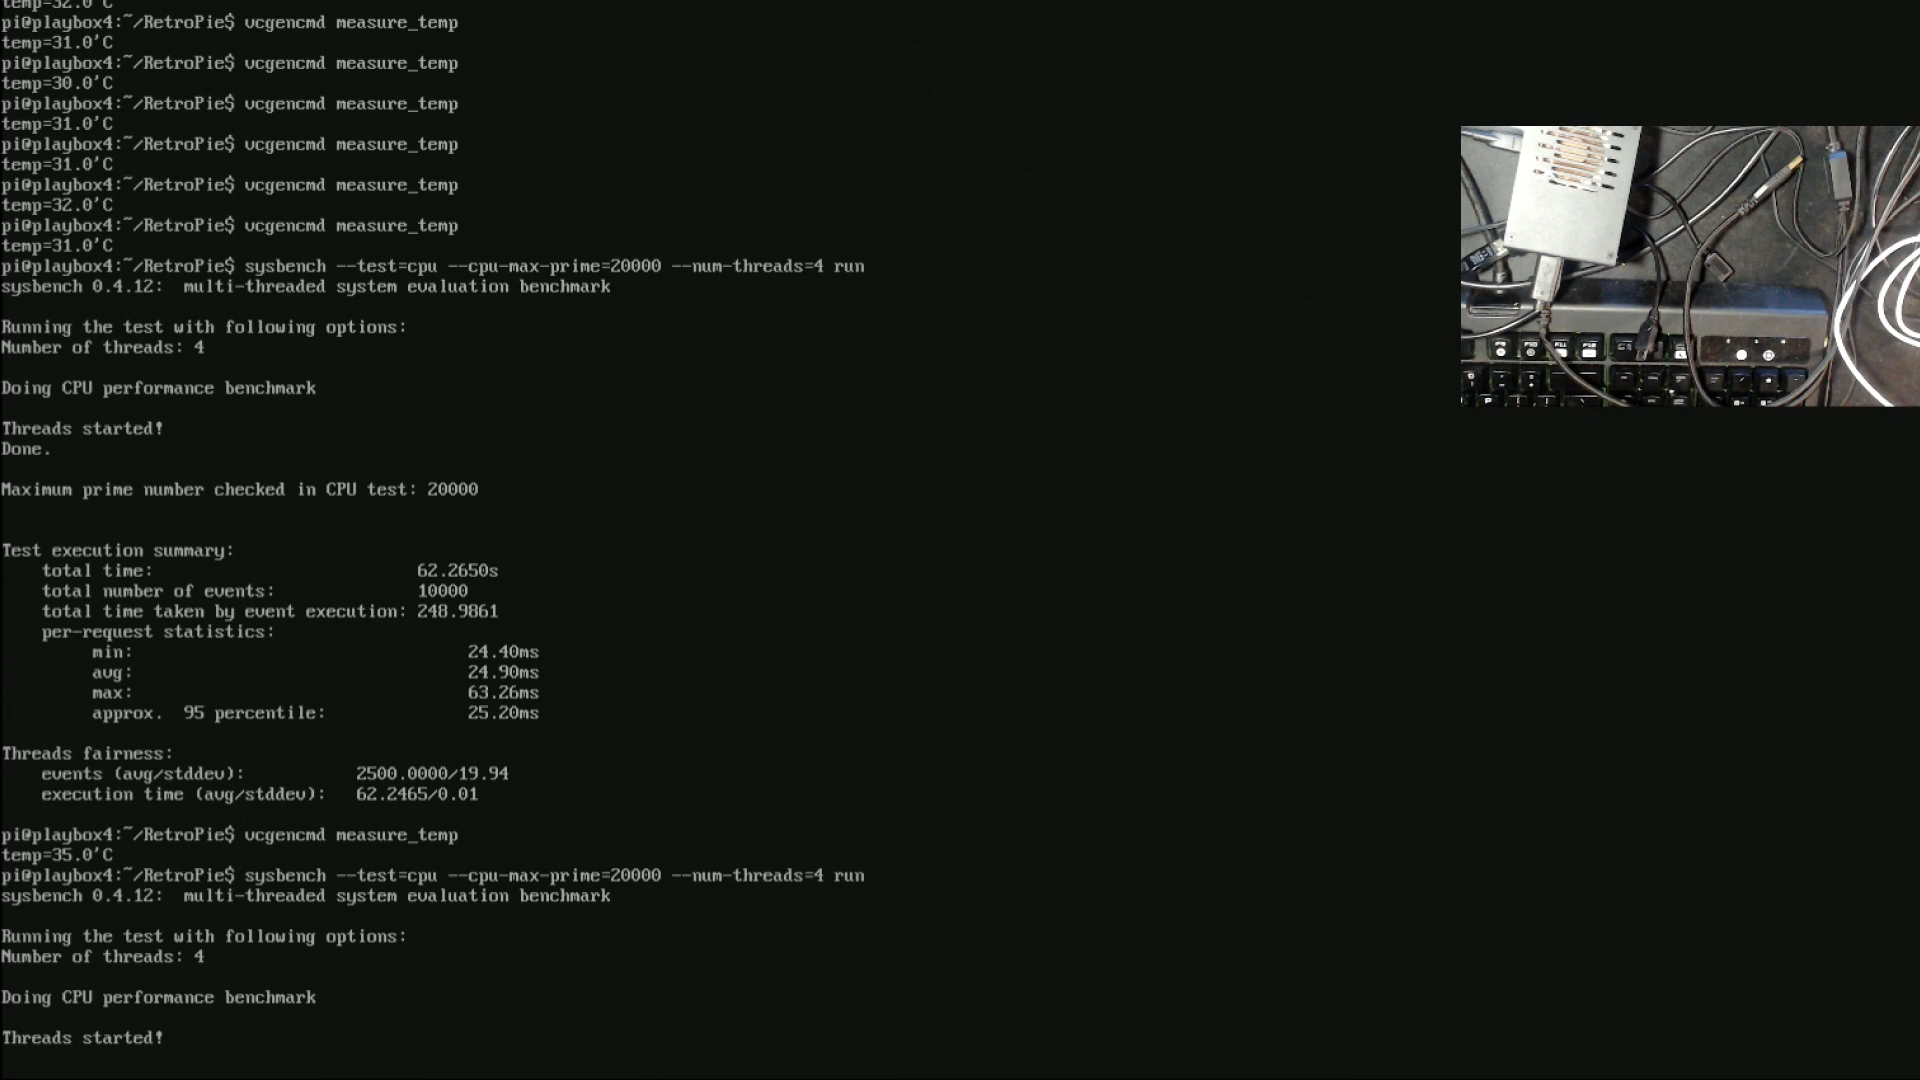 temp=32.0'C
pi@playbox4:~/RetroPie$ vcgencmd measure_temp
temp=31.0'C
pi@playbox4:~/RetroPie$ vcgencmd measure_temp
temp=30.0'C
pi@playbox4:~/RetroPie$ vcgencmd measure_temp
temp=31.0'C
pi@playbox4:~/RetroPie$ vcgencmd measure_temp
temp=31.0'C
pi@playbox4:~/RetroPie$ vcgencmd measure_temp
temp=32.0'C
pi@playbox4:~/RetroPie$ vcgencmd measure_temp
temp=31.0'C
pi@playbox4:~/RetroPie$ sysbench --test=cpu --cpu-max-prime=20000 --num-threads=4 run
sysbench 0.4.12:  multi-threaded system evaluation benchmark
Running the test with following options:
Number of threads: 4
Doing CPU performance benchmark
Threads started!
Done.
Maximum prime number checked in CPU test: 20000
Test execution summary:
total time: 62.2650s
total number of events: 10000
total time taken by event execution: 248.9861
per-request statistics:
min: 24.40ms
avg: 24.90ms
max: 63.26ms
approx.  95 percentile: 25.20ms
Threads fairness:
events (avg/stddev): 2500.0000/19.94
execution time (avg/stddev): 62.2465/0.01
pi@playbox4:~/RetroPie$ vcgencmd measure_temp
temp=35.0'C
pi@playbox4:~/RetroPie$ sysbench --test=cpu --cpu-max-prime=20000 --num-threads=4 run
sysbench 0.4.12:  multi-threaded system evaluation benchmark
Running the test with following options:
Number of threads: 4
Doing CPU performance benchmark
Threads started!